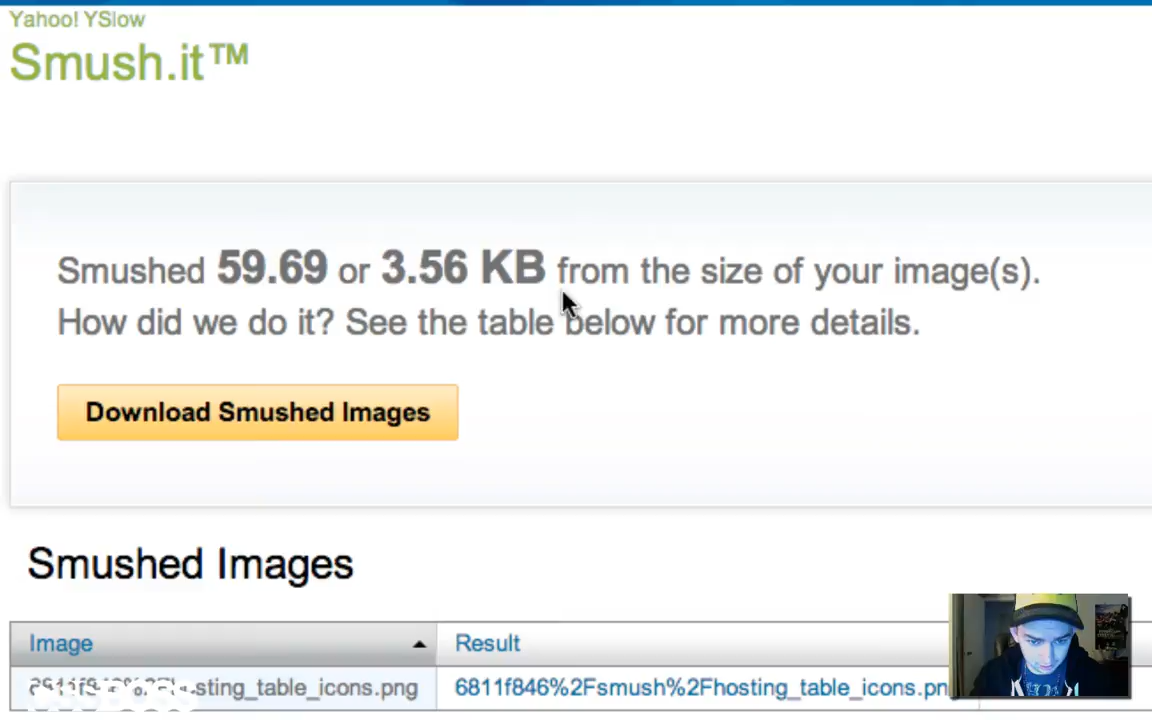 Yahoo! YSlow
Smush.it™
Smushed 59.69 or 3.56 KB from the size of your image(s).
How did we do it? See the table below for more details.
Download Smushed Images
Smushed Images
Image Result
sting_table_icons.png 6811f846%2Fsmush%2Fhosting_table_icons.pn